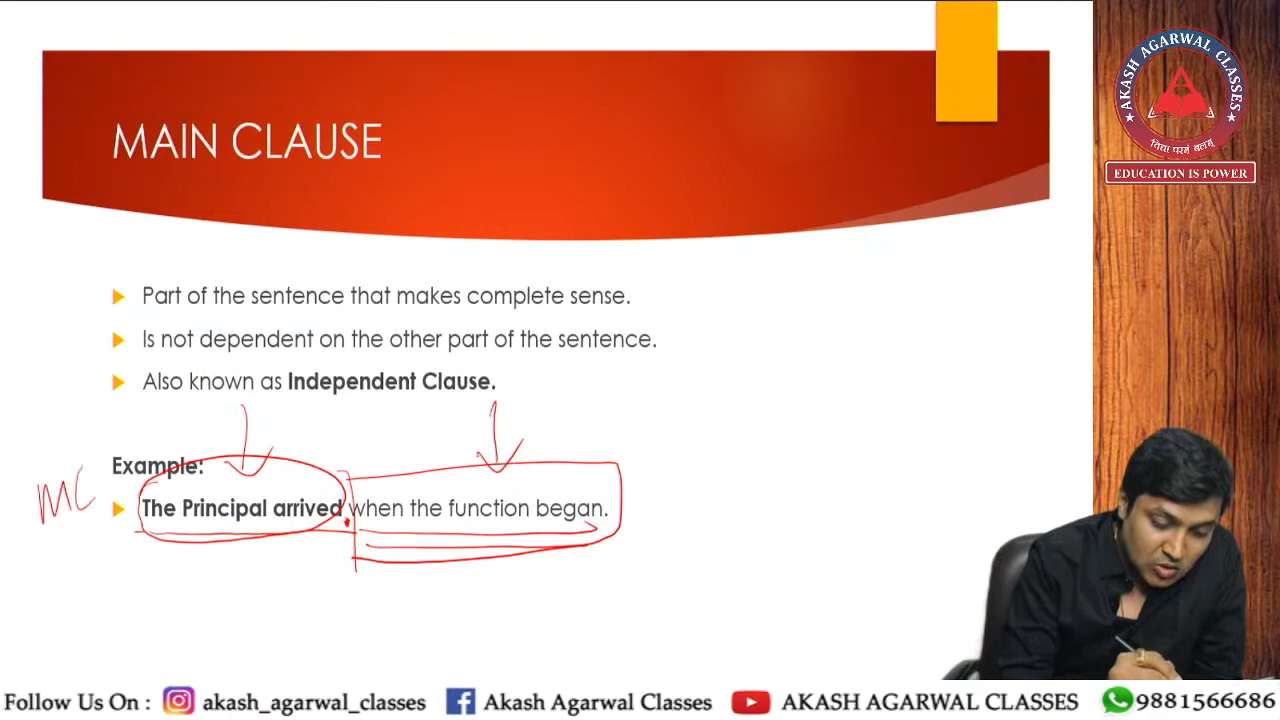 MAIN CLAUSE
AKASH AGARWAL CLASSES
विद्या परमं बलम्
EDUCATION IS POWER
Part of the sentence that makes complete sense.
Is not dependent on the other part of the sentence.
Also known as Independent Clause.
Example:
MC
The Principal arrived when the function began.
Follow Us On : akash_agarwal_classes Akash Agarwal Classes AKASH AGARWAL CLASSES 9881566686